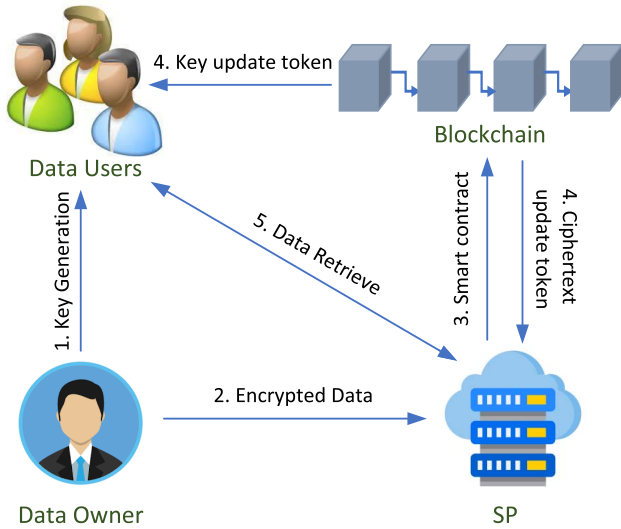 4. Key update token
Blockchain
Data Users
1. Key Generation
5. Data Retrieve
3. Smart contract
4. Ciphertext
update token
2. Encrypted Data
Data Owner
SP